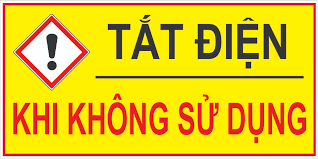 TẮT ĐIỆN
KHI KHÔNG SỬ DỤNG